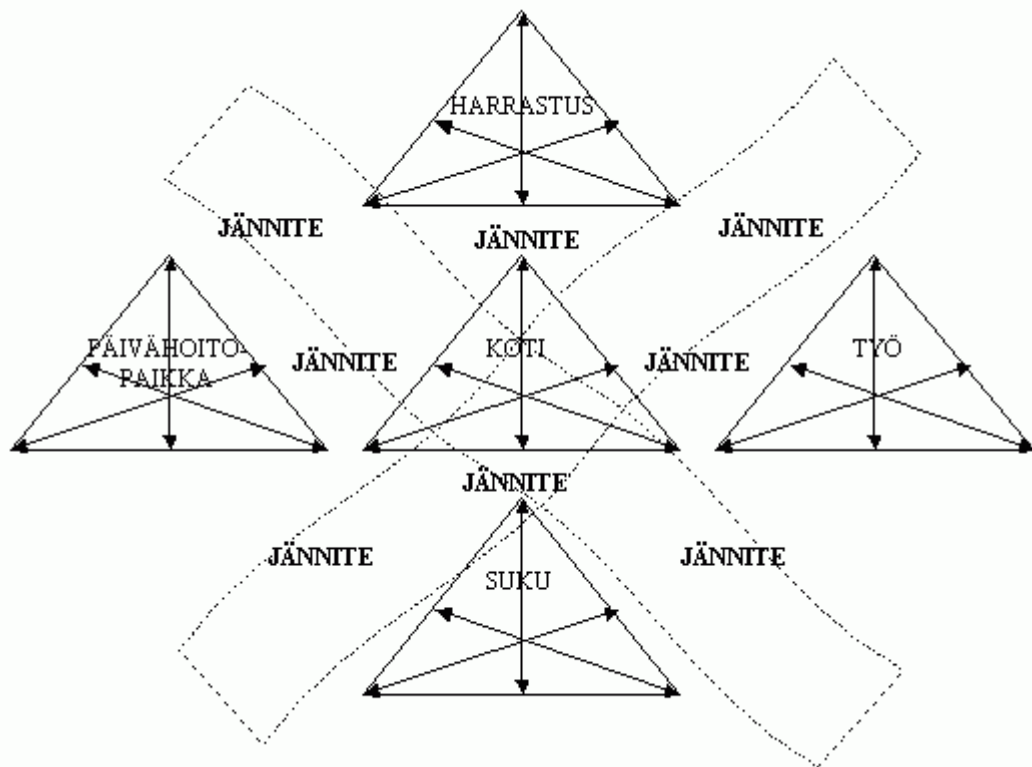 HARRASTUS
JÄNNITE
JÄNNITE
JÄNNITE
PÄIVÄHOITO-
PAIKKA
JÄNNITE
KOTI
JÄNNITE
TYÖ
JÄNNITE
JÄNNITE
SUKU
JÄNNITE